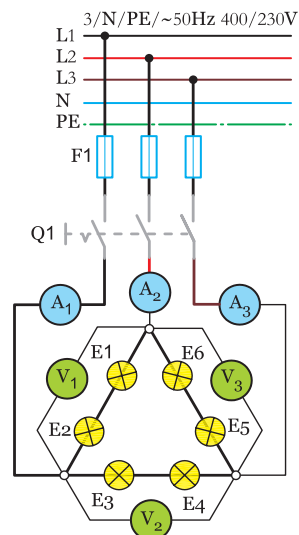 3/N/PE/~50Hz 400/230V
L1
L2
L3
N
PE
F1
Q1
A1
A2
A3
E1
E6
V1
V3
E2
E5
E3
E4
V2